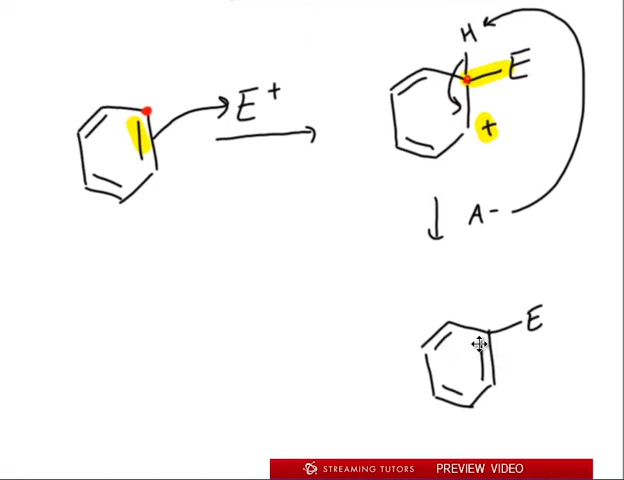 H
E
E+
+
A-
E
STREAMING TUTORS PREVIEW VIDEO